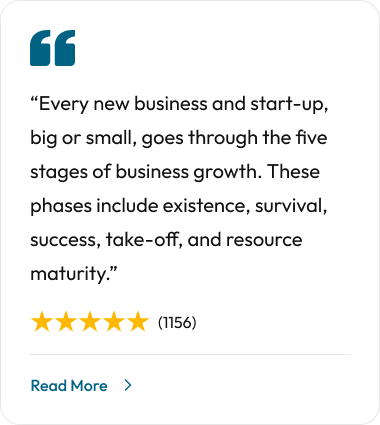 “Every new business and start-up,
big or small, goes through the five
stages of business growth. These
phases include existence, survival,
success, take-off, and resource
maturity.”
(1156)
Read More